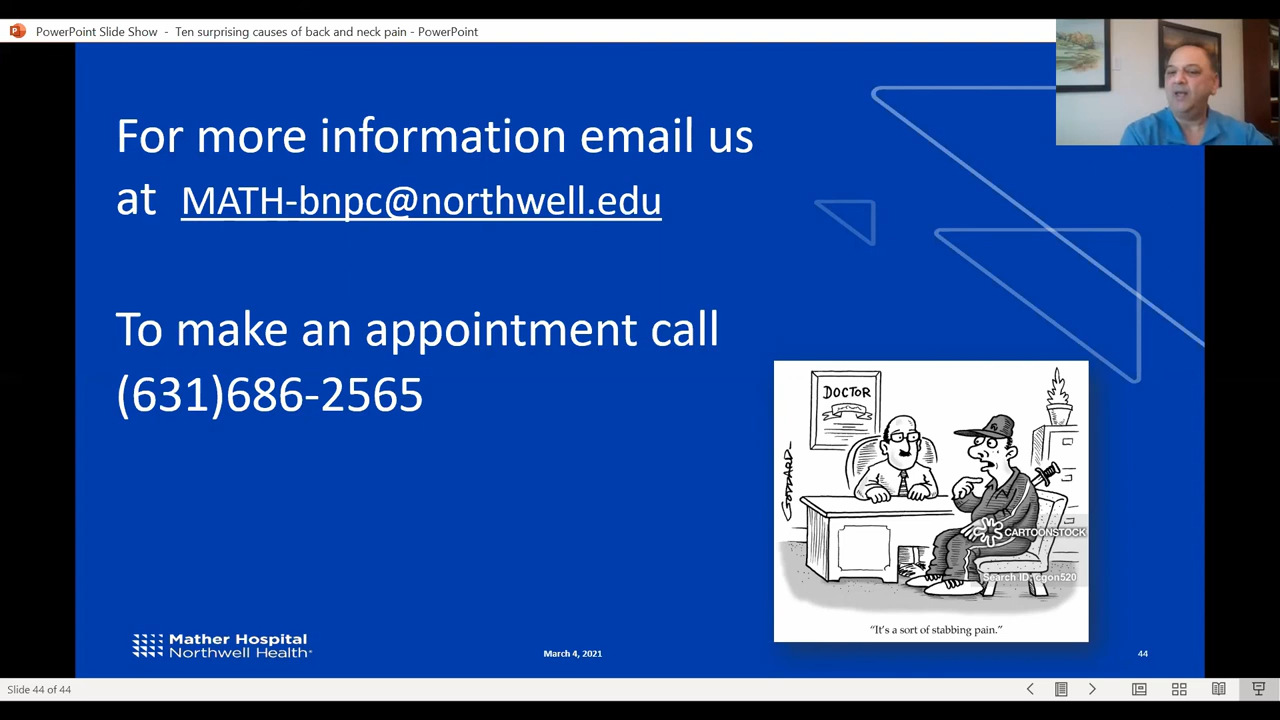 PowerPoint Slide Show - Ten surprising causes of back and neck pain - PowerPoint
For more information email us
at MATH-bnpc@northwell.edu
To make an appointment call
(631)686-2565
DOCTOR
GODDARD
CARTOONSTOCK
Search ID: cgon520
"It's a sort of stabbing pain."
Mather Hospital
Northwell Health
March 4, 2021
44
Slide 44 of 44